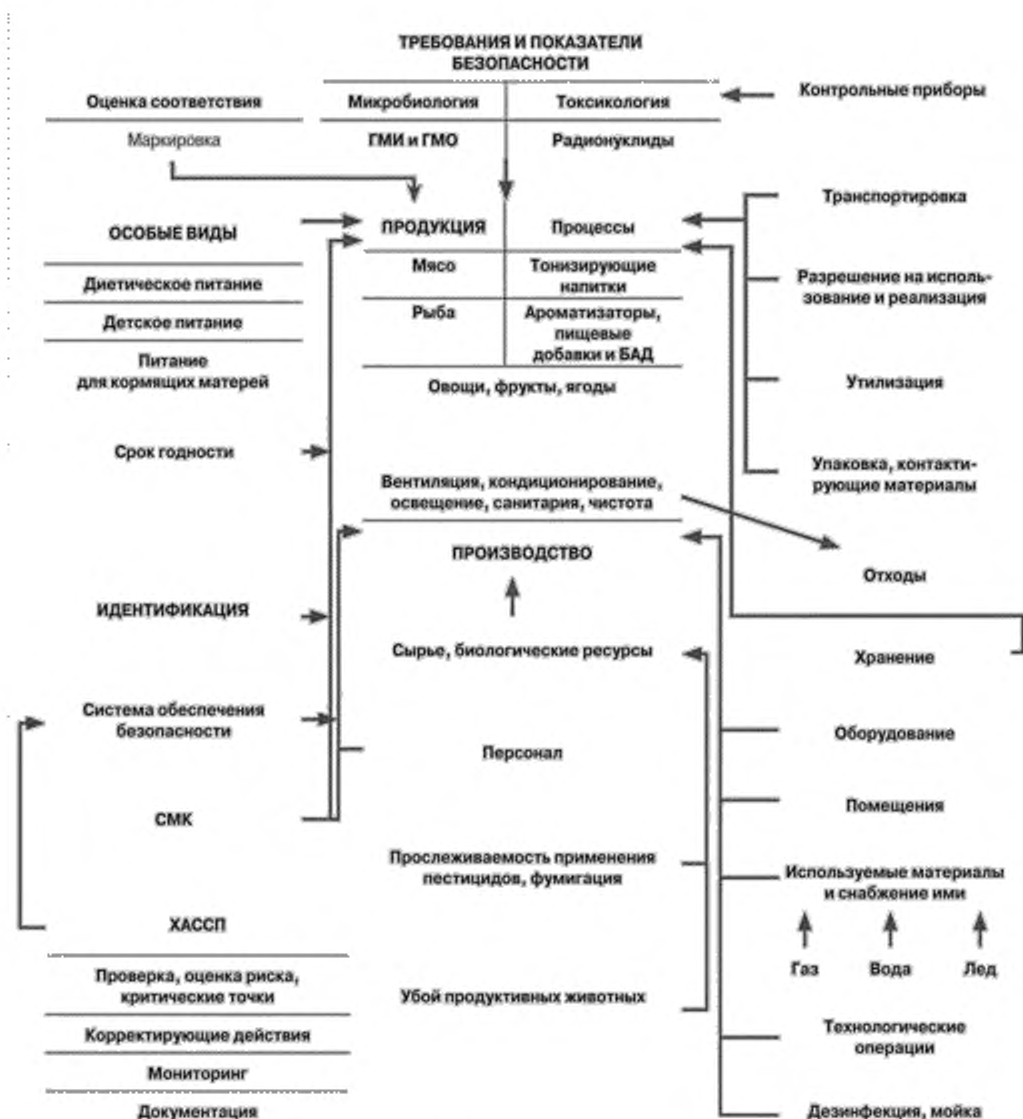 ТРЕБОВАНИЯ И ПОКАЗАТЕЛИ
БЕЗОПАСНОСТИ
Оценка соответствия
Микробиология
Токсикология
Контрольные приборы
Маркировка
ГМИ и ГМО
Радионуклиды
Транспортировка
ОСОБЫЕ ВИДЫ
ПРОДУКЦИЯ
Процессы
Диетическое питание
Мясо
Тонизирующие
напитки
Разрешение на исполь-
зование и реализация
Детское питание
Рыба
Ароматизаторы,
пищевые
добавки и БАД
Питание
для кормящих матерей
Овощи, фрукты, ягоды
Утилизация
Срок годности
Вентиляция, кондиционирование,
освещение, санитария, чистота
Упаковка, контакти-
рующие материалы
ПРОИЗВОДСТВО
Отходы
ИДЕНТИФИКАЦИЯ
Сырье, биологические ресурсы
Хранение
Система обеспечения
безопасности
Персонал
Оборудование
СМК
Помещения
Прослеживаемость применения
пестицидов, фумигация
Используемые материалы
и снабжение ими
ХАССП
Газ
Вода
Лед
Проверка, оценка риска,
критические точки
Убой продуктивных животных
Корректирующие действия
Технологические
операции
Мониторинг
Документация
Дезинфекция, мойка